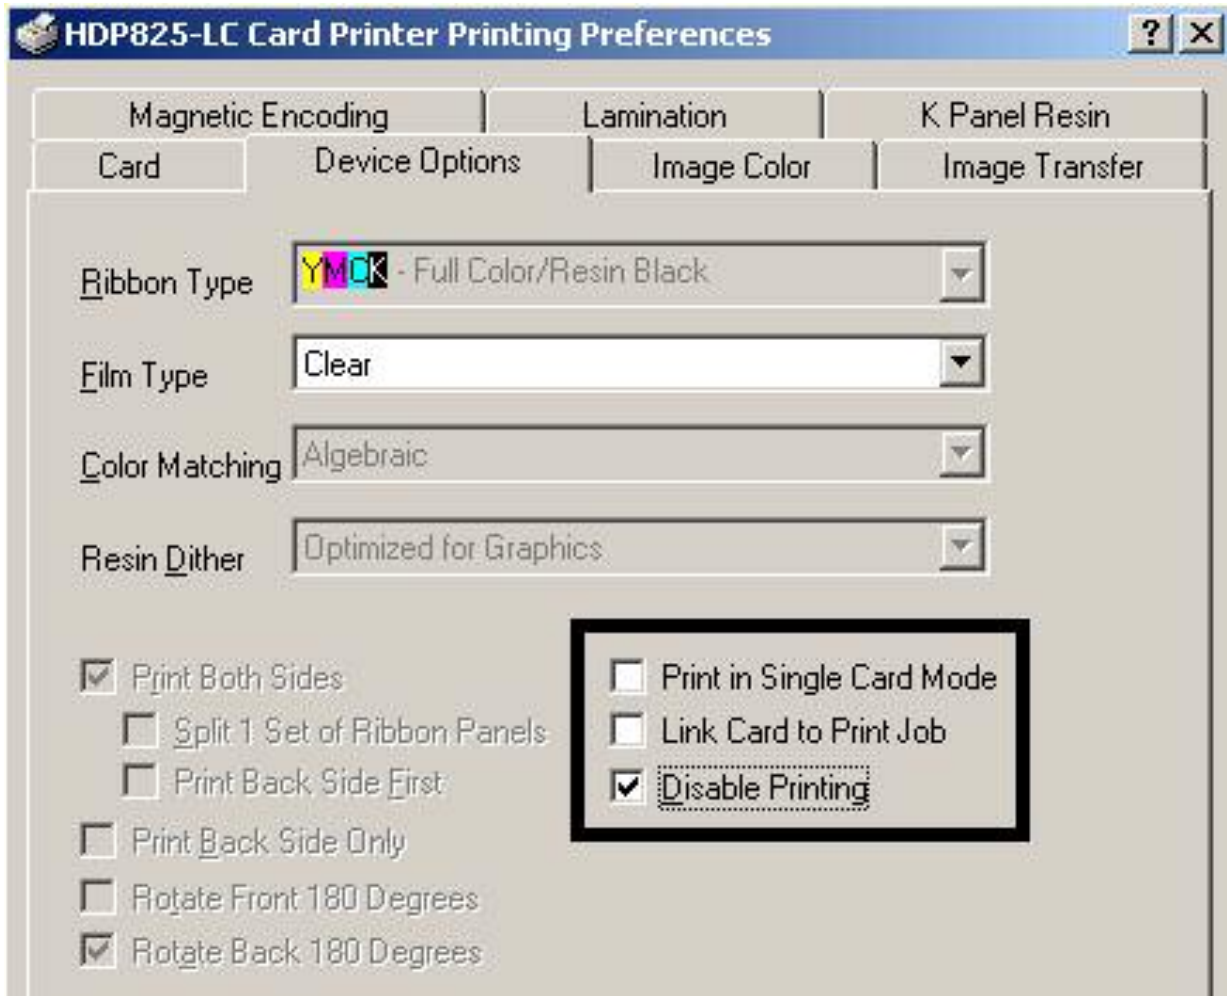 HDP825-LC Card Printer Printing Preferences
Magnetic Encoding Lamination K Panel Resin
Card Device Options Image Color Image Transfer
Ribbon Type YMCK - Full Color/Resin Black
Film Type Clear
Color Matching Algebraic
Resin Dither Optimized for Graphics
Print Both Sides Print in Single Card Mode
Split 1 Set of Ribbon Panels Link Card to Print Job
Print Back Side First Disable Printing
Print Back Side Only
Rotate Front 180 Degrees
Rotate Back 180 Degrees